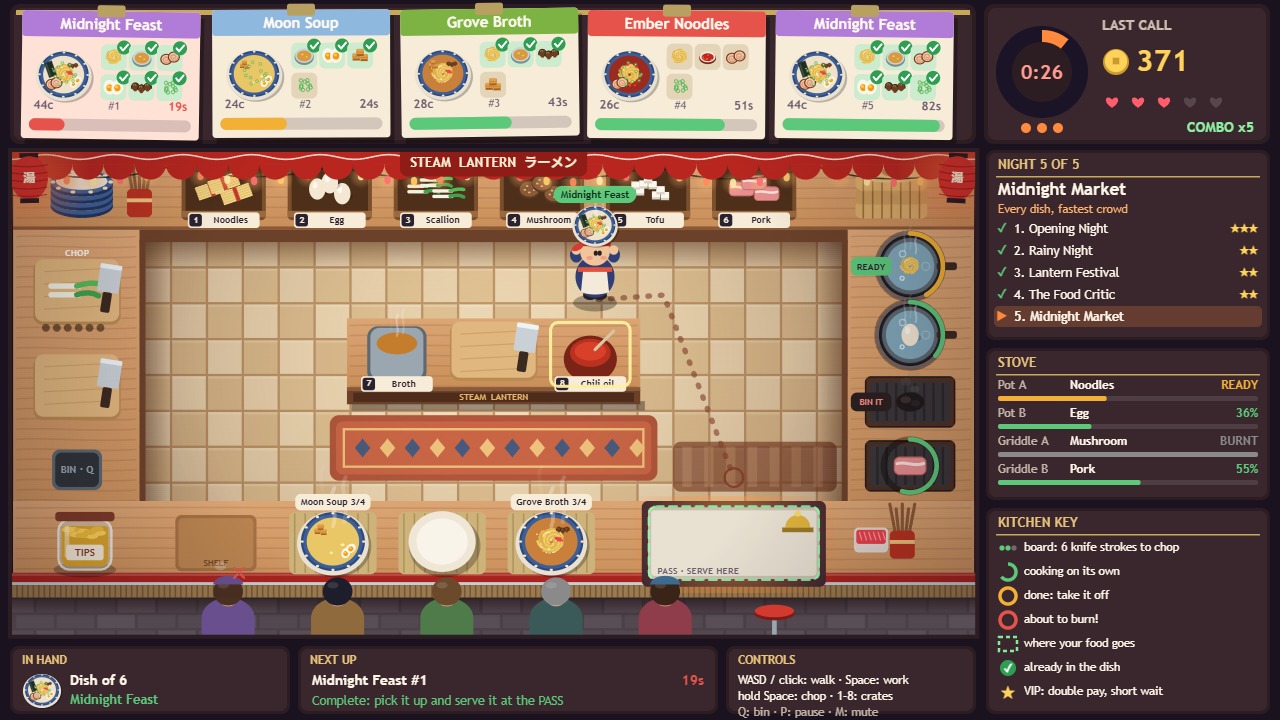 Midnight Feast
44c
#1
19s
Moon Soup
24c
#2
24s
Grove Broth
28c
#3
43s
Ember Noodles
26c
#4
51s
Midnight Feast
44c
#5
82s
0:26
LAST CALL
371
COMBO x5
STEAM LANTERN ラーメン
湯
湯
Midnight Feast
1 Noodles
2 Egg
3 Scallion
4 Mushroom
5 Tofu
6 Pork
CHOP
READY
BIN IT
7 Broth
8 Chili oil
STEAM LANTERN
BIN · Q
Moon Soup 3/4
Grove Broth 3/4
TIPS
SHELF
PASS · SERVE HERE
NIGHT 5 OF 5
Midnight Market
Every dish, fastest crowd
✓ 1. Opening Night ★★★
✓ 2. Rainy Night ★★
✓ 3. Lantern Festival ★★
✓ 4. The Food Critic ★★
5. Midnight Market
STOVE
Pot A Noodles READY
Pot B Egg 36%
Griddle A Mushroom BURNT
Griddle B Pork 55%
KITCHEN KEY
board: 6 knife strokes to chop
cooking on its own
done: take it off
about to burn!
where your food goes
already in the dish
VIP: double pay, short wait
IN HAND
Dish of 6
Midnight Feast
NEXT UP
Midnight Feast #1 19s
Complete: pick it up and serve it at the PASS
CONTROLS
WASD / click: walk · Space: work
hold Space: chop · 1-8: crates
Q: bin · P: pause · M: mute